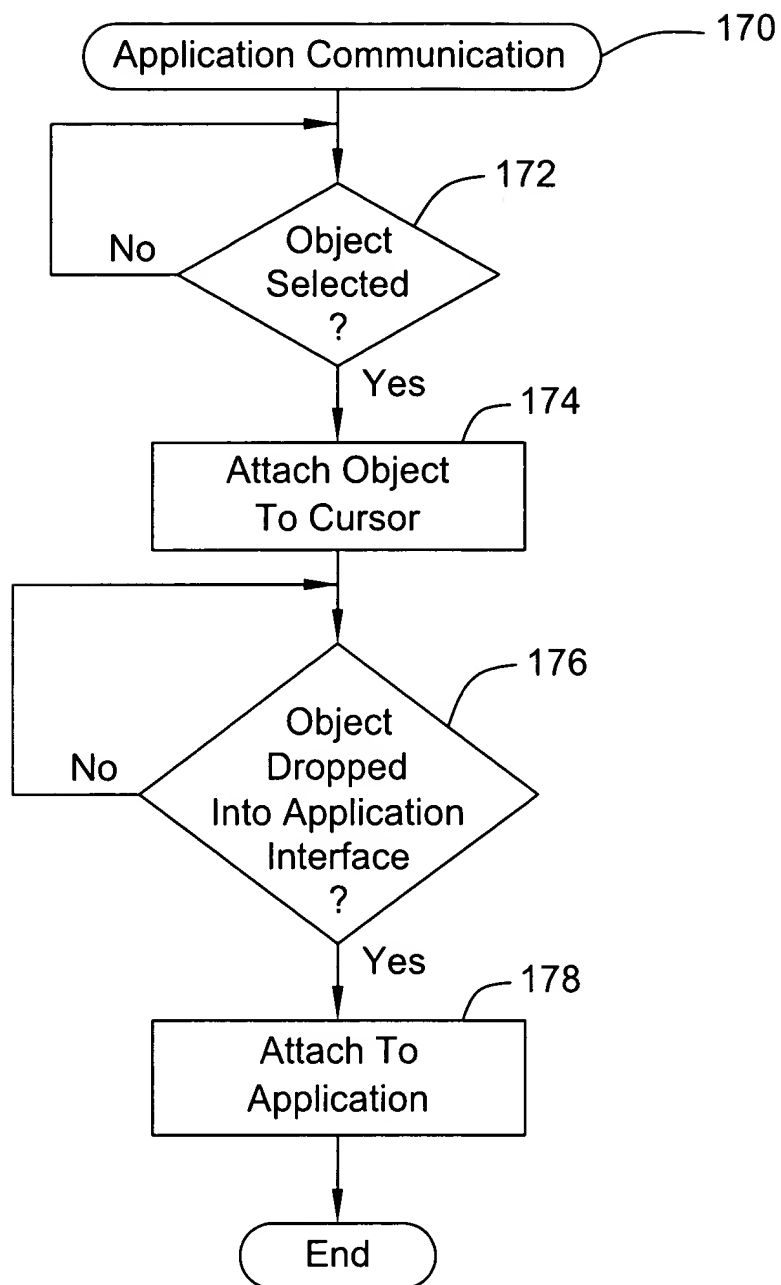 Application Communication
170
172
No
Object
Selected
?
Yes
174
Attach Object
To Cursor
176
No
Object
Dropped
Into Application
Interface
?
Yes
178
Attach To
Application
End